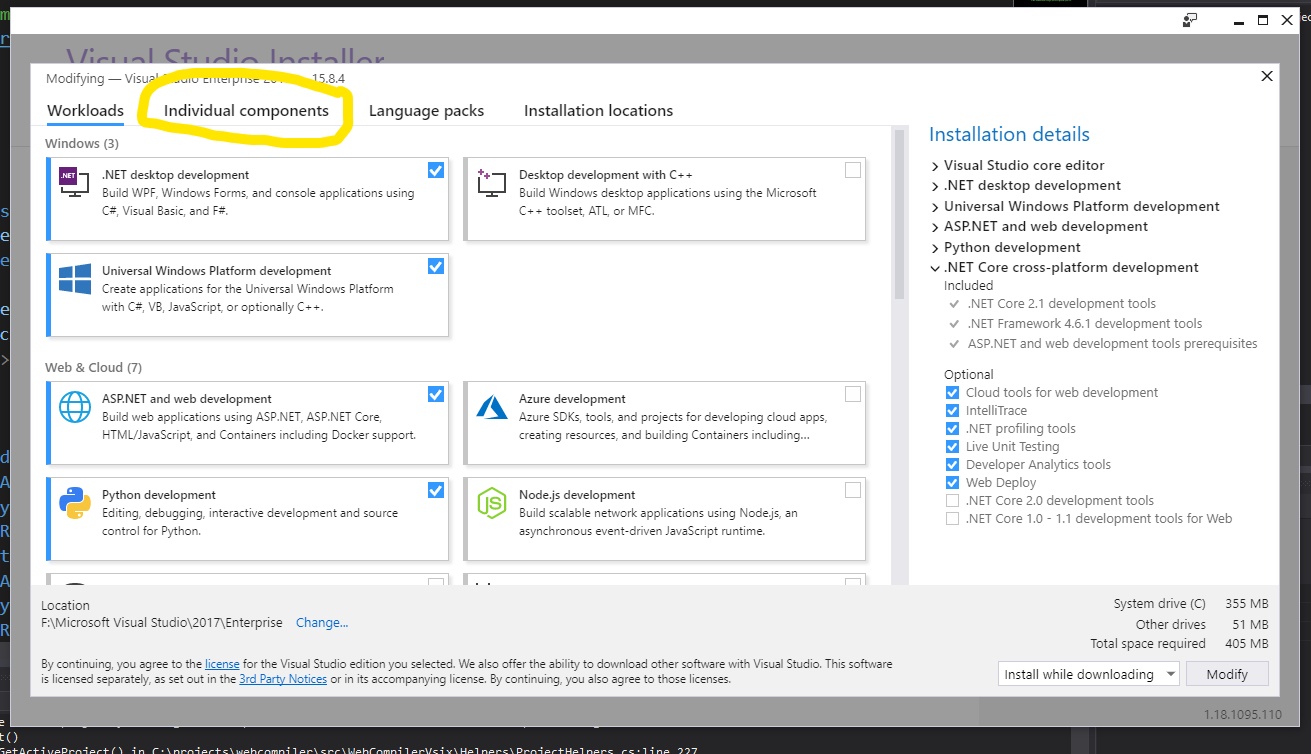 Visual Studio Installer
Modifying — Visual Studio Enterprise 15.8.4
Workloads
Individual components
Language packs
Installation locations
Windows (3)
.NET desktop development
Build WPF, Windows Forms, and console applications using
C#, Visual Basic, and F#.
Desktop development with C++
Build Windows desktop applications using the Microsoft
C++ toolset, ATL, or MFC.
Universal Windows Platform development
Create applications for the Universal Windows Platform
with C#, VB, JavaScript, or optionally C++.
Web & Cloud (7)
ASP.NET and web development
Build web applications using ASP.NET, ASP.NET Core,
HTML/JavaScript, and Containers including Docker support.
Azure development
Azure SDKs, tools, and projects for developing cloud apps,
creating resources, and building Containers including...
Python development
Editing, debugging, interactive development and source
control for Python.
Node.js development
Build scalable network applications using Node.js, an
asynchronous event-driven JavaScript runtime.
Installation details
Visual Studio core editor
.NET desktop development
Universal Windows Platform development
ASP.NET and web development
Python development
.NET Core cross-platform development
Included
.NET Core 2.1 development tools
.NET Framework 4.6.1 development tools
ASP.NET and web development tools prerequisites
Optional
Cloud tools for web development
IntelliTrace
.NET profiling tools
Live Unit Testing
Developer Analytics tools
Web Deploy
.NET Core 2.0 development tools
.NET Core 1.0 - 1.1 development tools for Web
Location
F:\Microsoft Visual Studio\2017\Enterprise Change...
By continuing, you agree to the license for the Visual Studio edition you selected. We also offer the ability to download other software with Visual Studio. This software
is licensed separately, as set out in the 3rd Party Notices or in its accompanying license. By continuing, you also agree to those licenses.
System drive (C) 355 MB
Other drives 51 MB
Total space required 405 MB
Install while downloading
Modify
1.18.1095.110
GetActiveProject() in C:\projects\webcompiler\src\WebCompilerVsix\Helpers\ProjectHelpers.cs:line 227